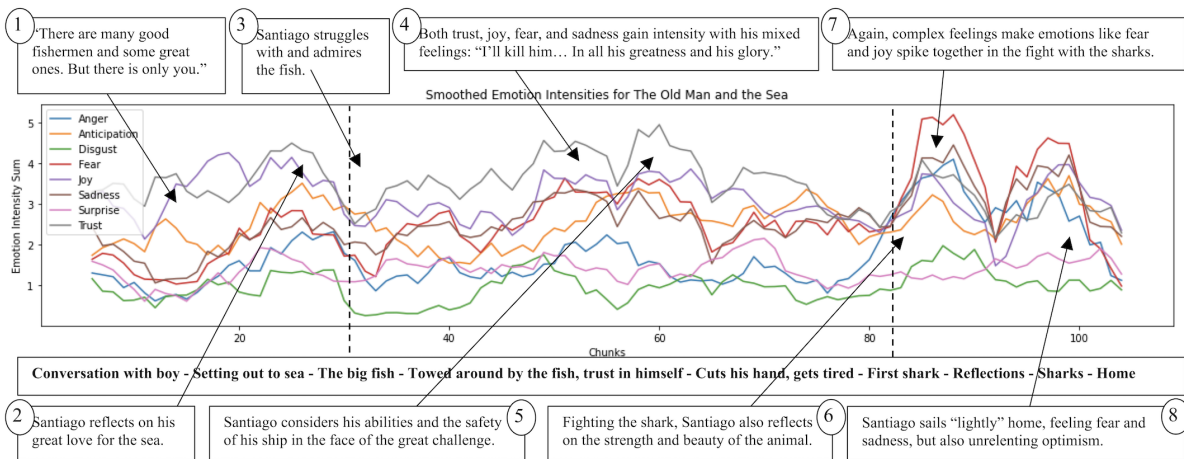 1
“There are many good
fishermen and some great
ones. But there is only you.”
3
Santiago struggles
with and admires
the fish.
4
Both trust, joy, fear, and sadness gain intensity with his mixed
feelings: “I’ll kill him… In all his greatness and his glory.”
7
Again, complex feelings make emotions like fear
and joy spike together in the fight with the sharks.
Smoothed Emotion Intensities for The Old Man and the Sea
Emotion Intensity Sum
5
4
3
2
1
Anger
Anticipation
Disgust
Fear
Joy
Sadness
Surprise
Trust
20
40
60
80
100
Chunks
Conversation with boy - Setting out to sea - The big fish - Towed around by the fish, trust in himself - Cuts his hand, gets tired - First shark - Reflections - Sharks - Home
2
Santiago reflects on his
great love for the sea.
Santiago considers his abilities and the safety
of his ship in the face of the great challenge.
5
Fighting the shark, Santiago also reflects
on the strength and beauty of the animal.
6
Santiago sails “lightly” home, feeling fear and
sadness, but also unrelenting optimism.
8